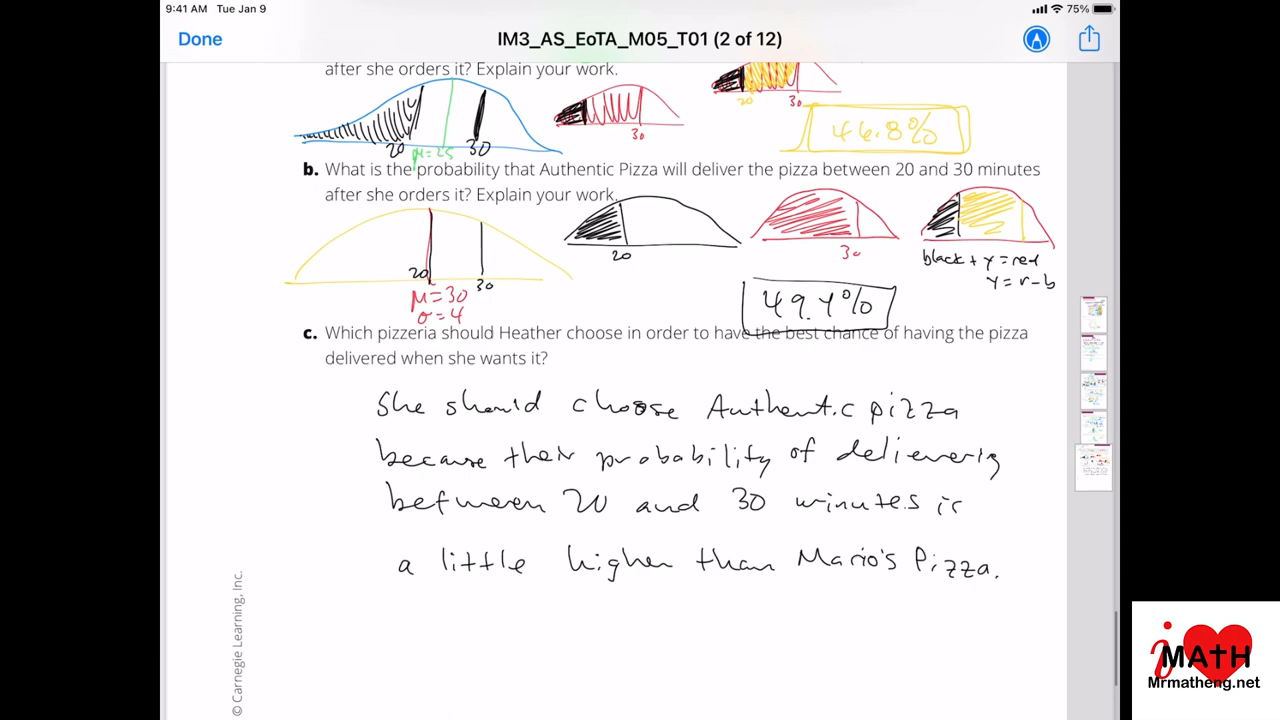 9:41 AM Tue Jan 9
75%
Done
IM3_AS_EoTA_M05_T01 (2 of 12)
after she orders it? Explain your work.
20
μ=25
30
30
20
30
46.8%
b. What is the probability that Authentic Pizza will deliver the pizza between 20 and 30 minutes
after she orders it? Explain your work.
20
30
μ=30
σ=4
20
30
black + y = red
y = r - b
49.4%
c. Which pizzeria should Heather choose in order to have the best chance of having the pizza
delivered when she wants it?
She should choose Authentic pizza
because their probability of delievering
between 20 and 30 minutes is
a little higher than Mario's Pizza.
© Carnegie Learning, Inc.
i
MATH
Mrmatheng.net